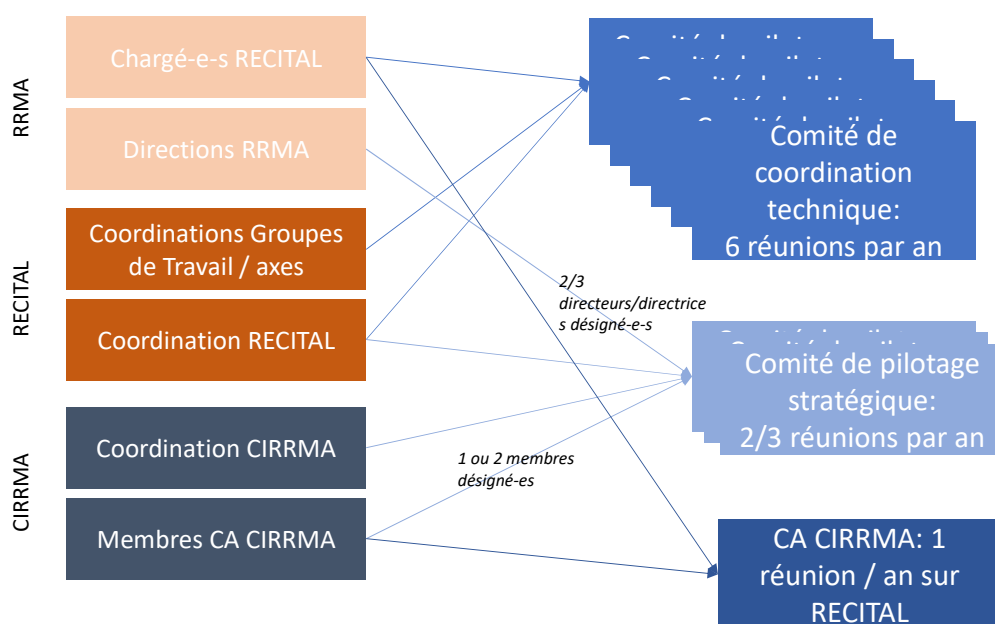 RRMA
Chargé-e-s RECITAL
Directions RRMA
RECITAL
Coordinations Groupes
de Travail / axes
Coordination RECITAL
CIRRMA
Coordination CIRRMA
Membres CA CIRRMA
2/3
directeurs/directrice
s désigné-e-s
1 ou 2 membres
désigné-es
Comité de
coordination
technique:
6 réunions par an
Comité de pilotage
stratégique:
2/3 réunions par an
CA CIRRMA: 1
réunion / an sur
RECITAL